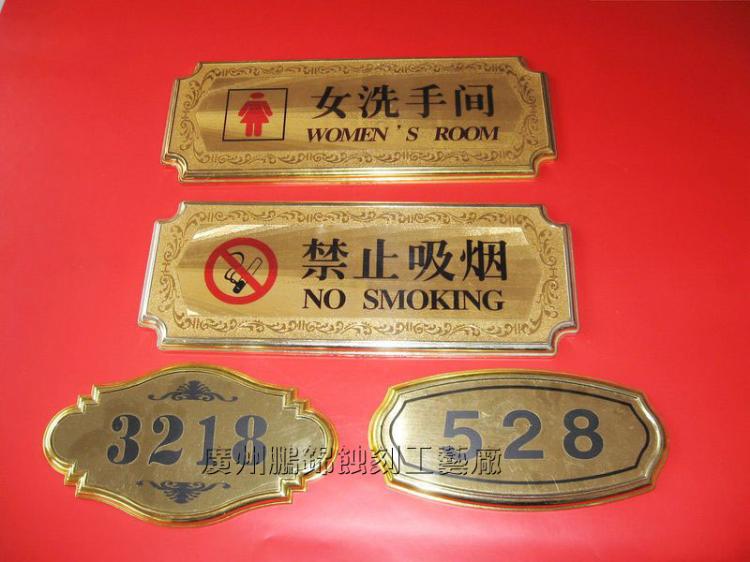 女洗手间
WOMEN'S ROOM
禁止吸烟
NO SMOKING
3218
528
廣州鵬錦蝕刻工藝廠